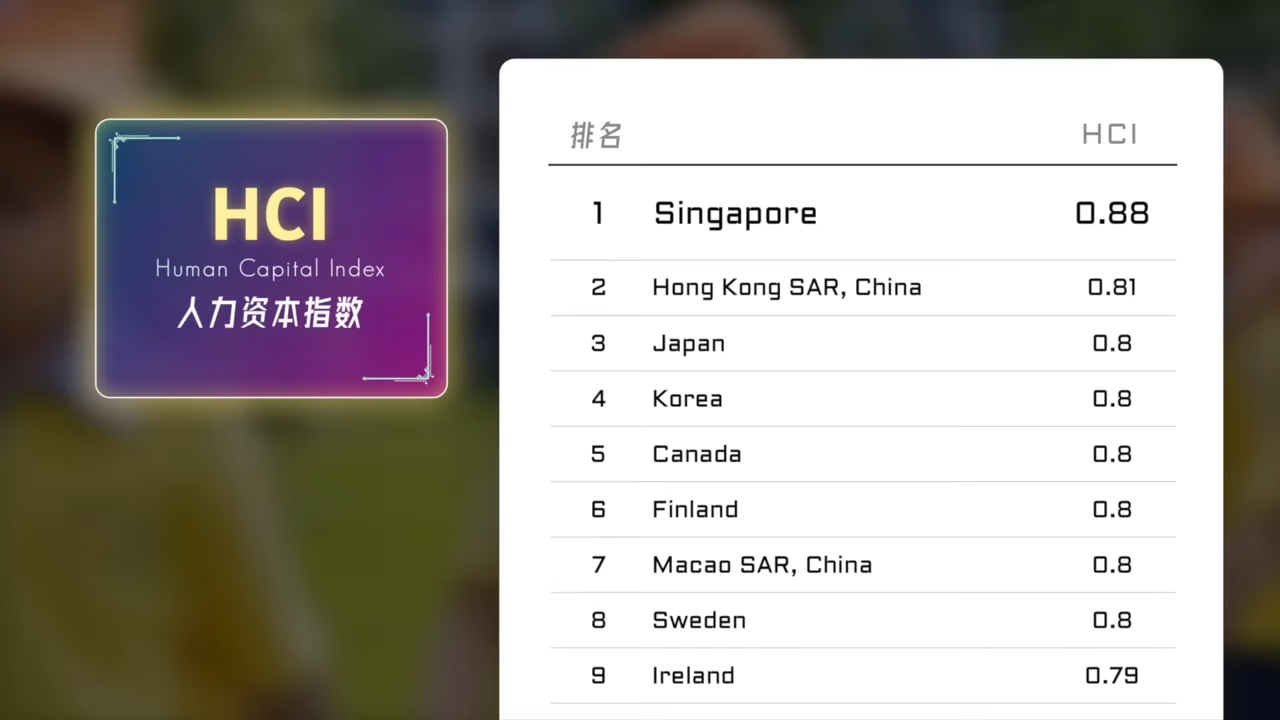 HCI
Human Capital Index
人力资本指数
排名 HCI
1 Singapore 0.88
2 Hong Kong SAR, China 0.81
3 Japan 0.8
4 Korea 0.8
5 Canada 0.8
6 Finland 0.8
7 Macao SAR, China 0.8
8 Sweden 0.8
9 Ireland 0.79